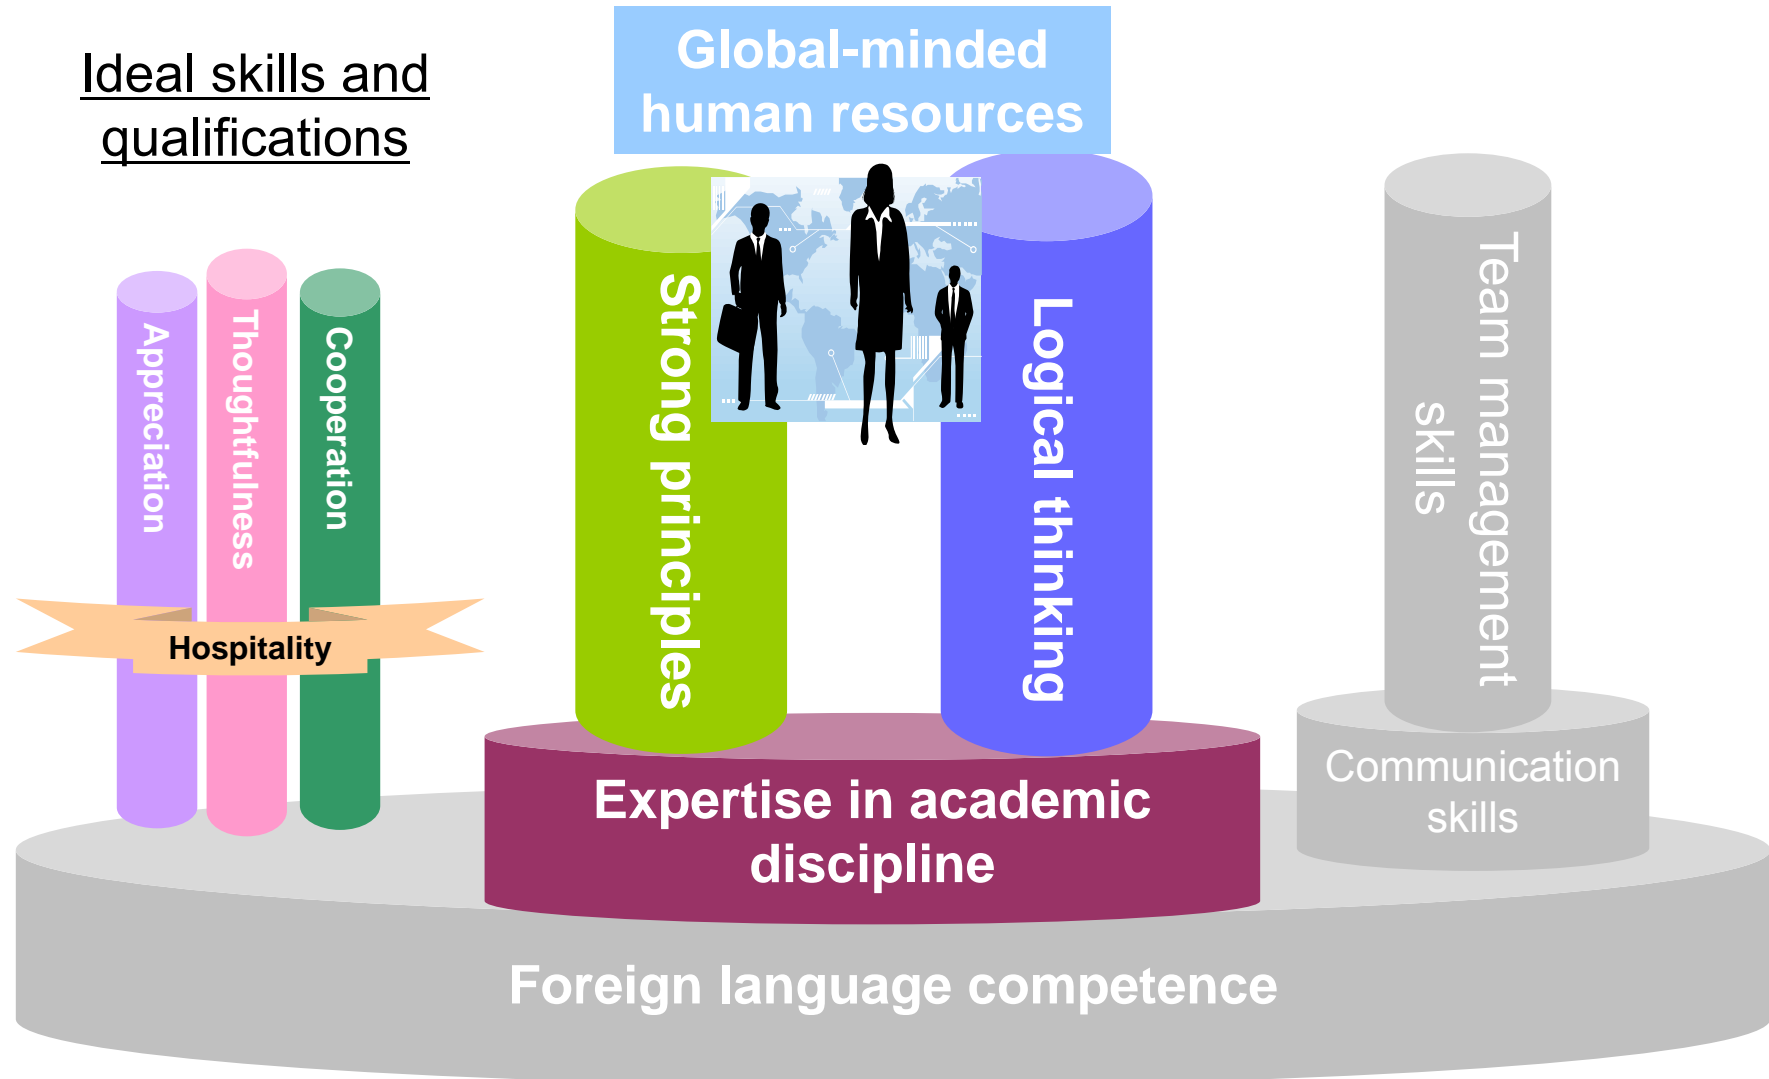 Ideal skills and
qualifications
Global-minded
human resources
Appreciation
Thoughtfulness
Cooperation
Hospitality
Strong principles
Logical thinking
Team management
skills
Communication
skills
Expertise in academic
discipline
Foreign language competence